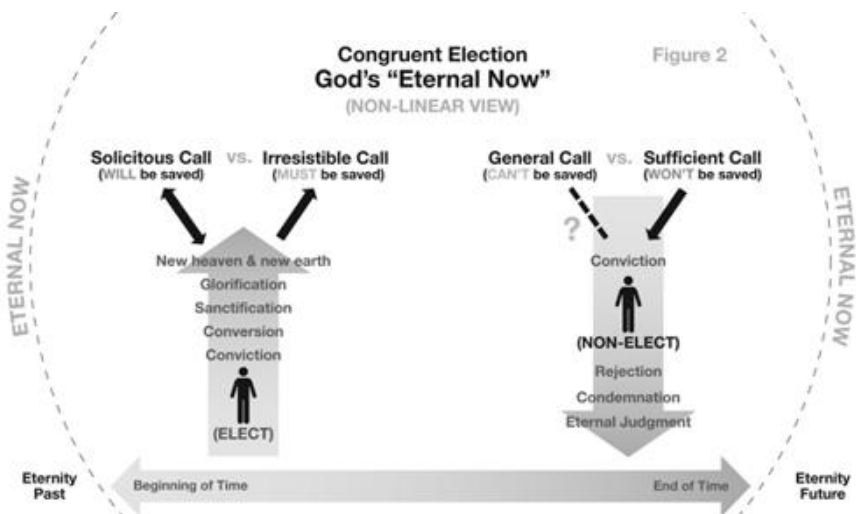 Congruent Election
God's "Eternal Now"
(NON-LINEAR VIEW)
Figure 2
Solicitous Call vs. Irresistible Call
(WILL be saved) (MUST be saved)
General Call vs. Sufficient Call
(CAN'T be saved) (WON'T be saved)
ETERNAL NOW
ETERNAL NOW
New heaven & new earth
Glorification
Sanctification
Conversion
Conviction
(ELECT)
?
Conviction
(NON-ELECT)
Rejection
Condemnation
Eternal Judgment
Eternity
Past
Beginning of Time
End of Time
Eternity
Future